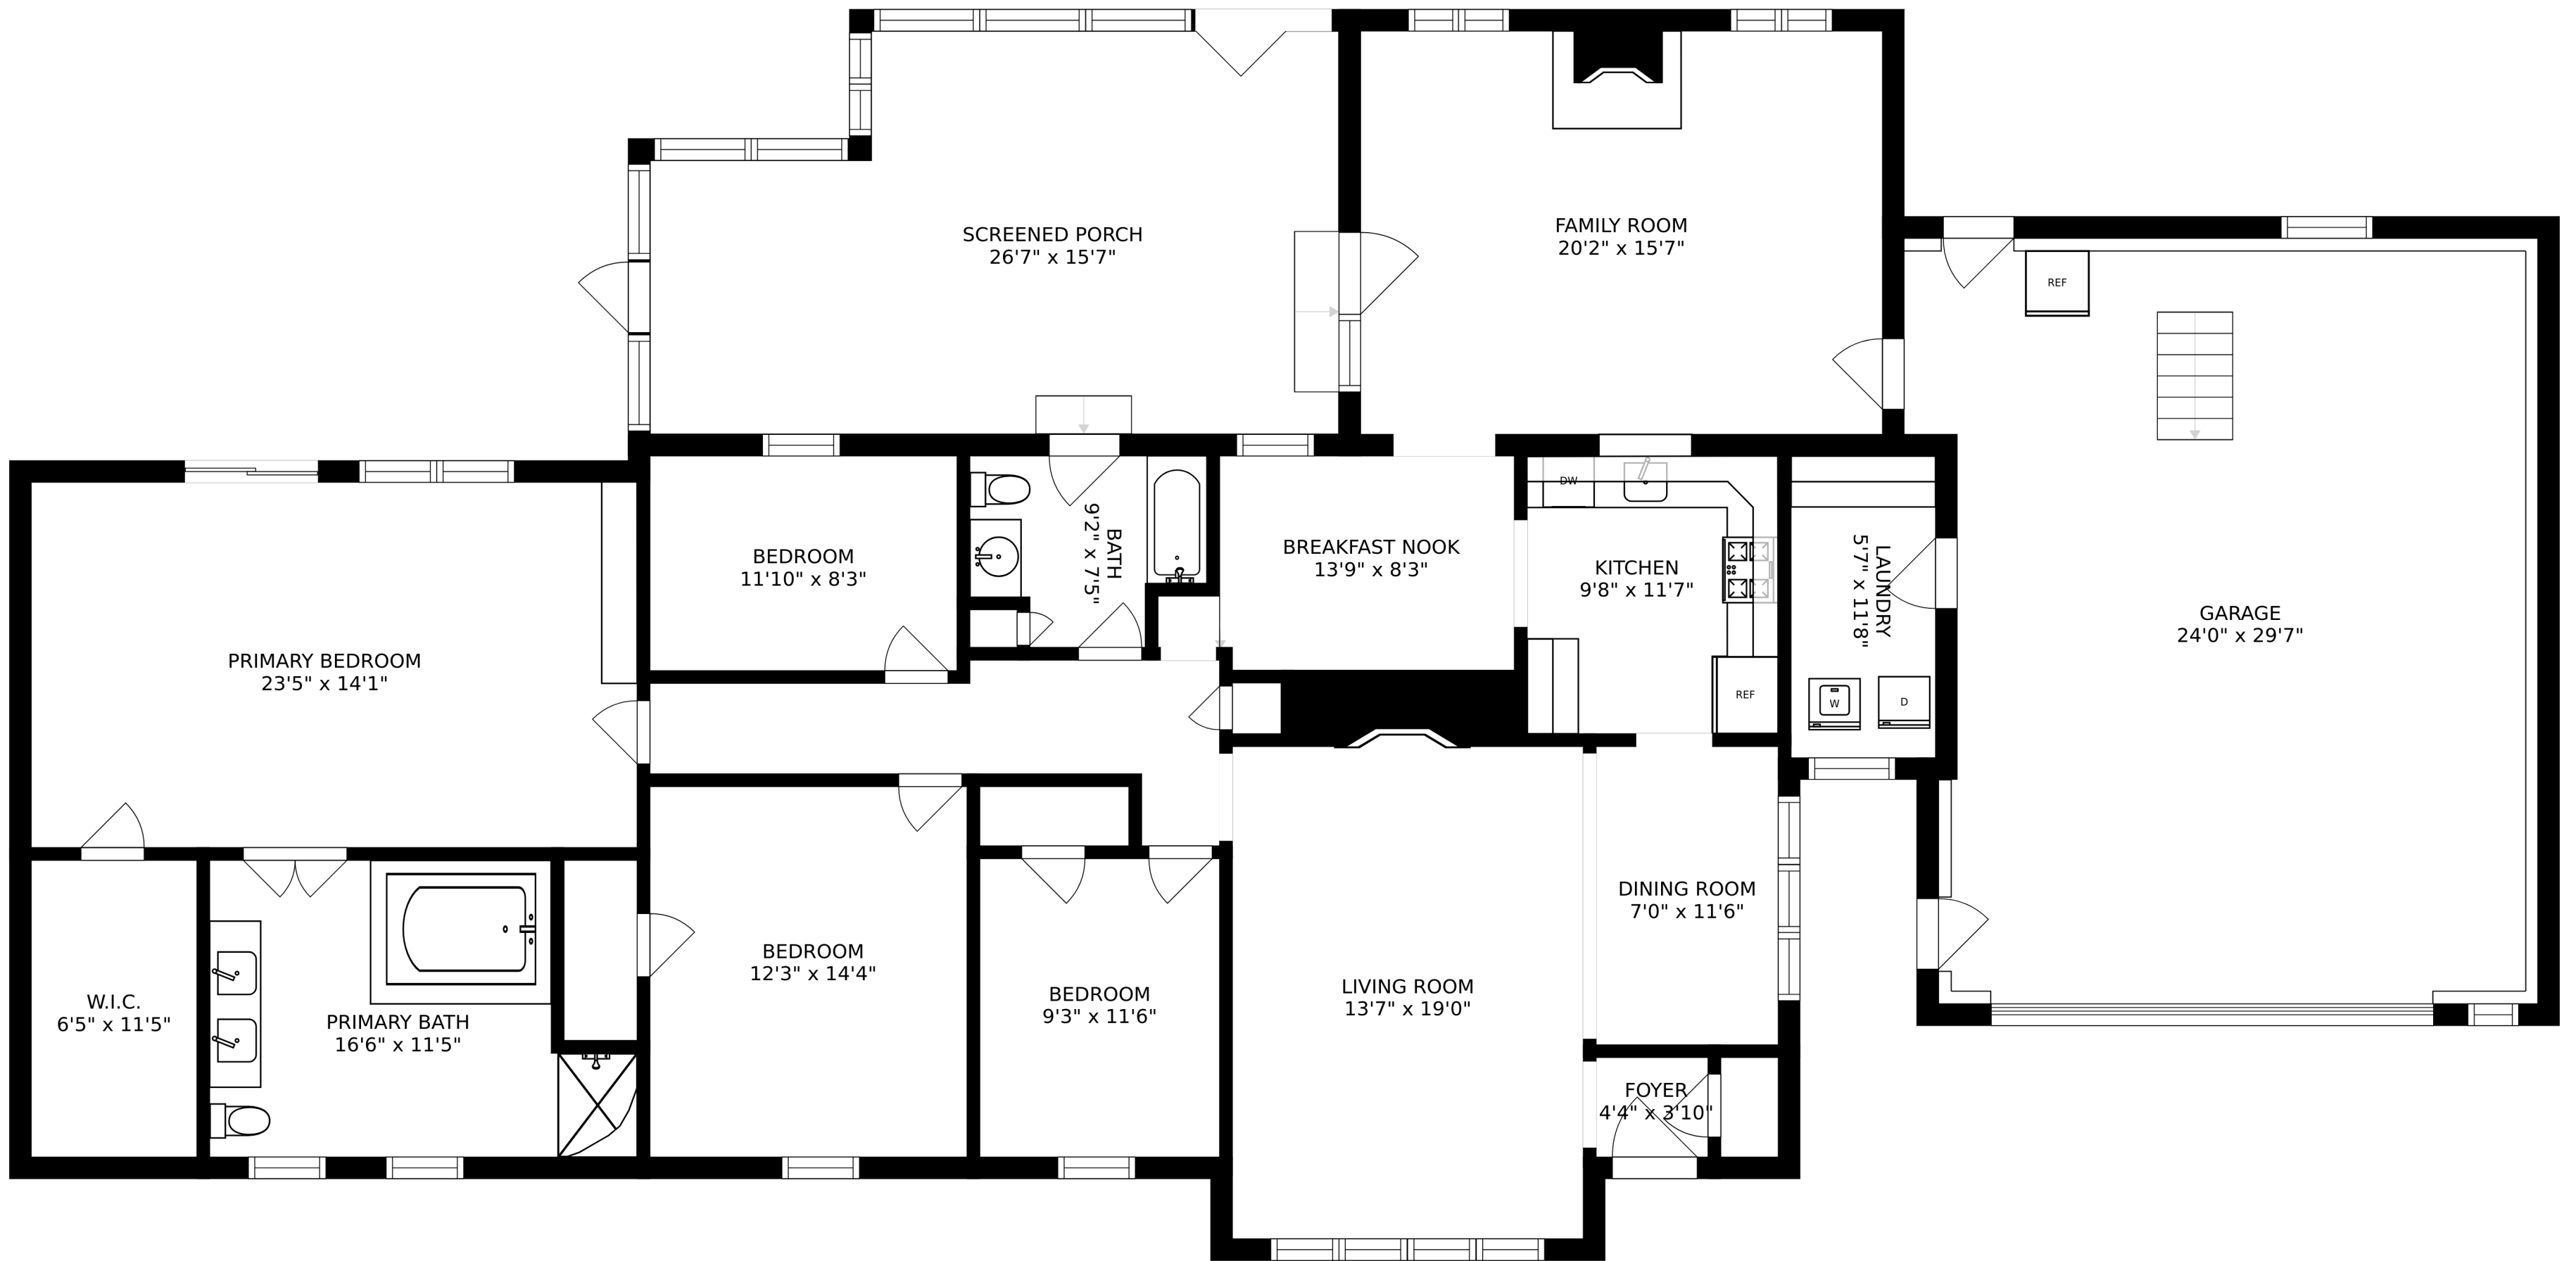 SCREENED PORCH
26'7" x 15'7"
FAMILY ROOM
20'2" x 15'7"
REF
BEDROOM
11'10" x 8'3"
BATH
9'2" x 7'5"
BREAKFAST NOOK
13'9" x 8'3"
DW
KITCHEN
9'8" x 11'7"
REF
LAUNDRY
5'7" x 11'8"
W
D
GARAGE
24'0" x 29'7"
PRIMARY BEDROOM
23'5" x 14'1"
W.I.C.
6'5" x 11'5"
PRIMARY BATH
16'6" x 11'5"
BEDROOM
12'3" x 14'4"
BEDROOM
9'3" x 11'6"
LIVING ROOM
13'7" x 19'0"
DINING ROOM
7'0" x 11'6"
FOYER
4'4" x 3'10"